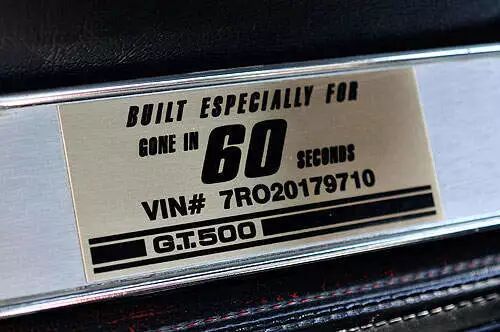 BUILT ESPECIALLY FOR
GONE IN 60 SECONDS
VIN# 7RO20179710
G.T.500